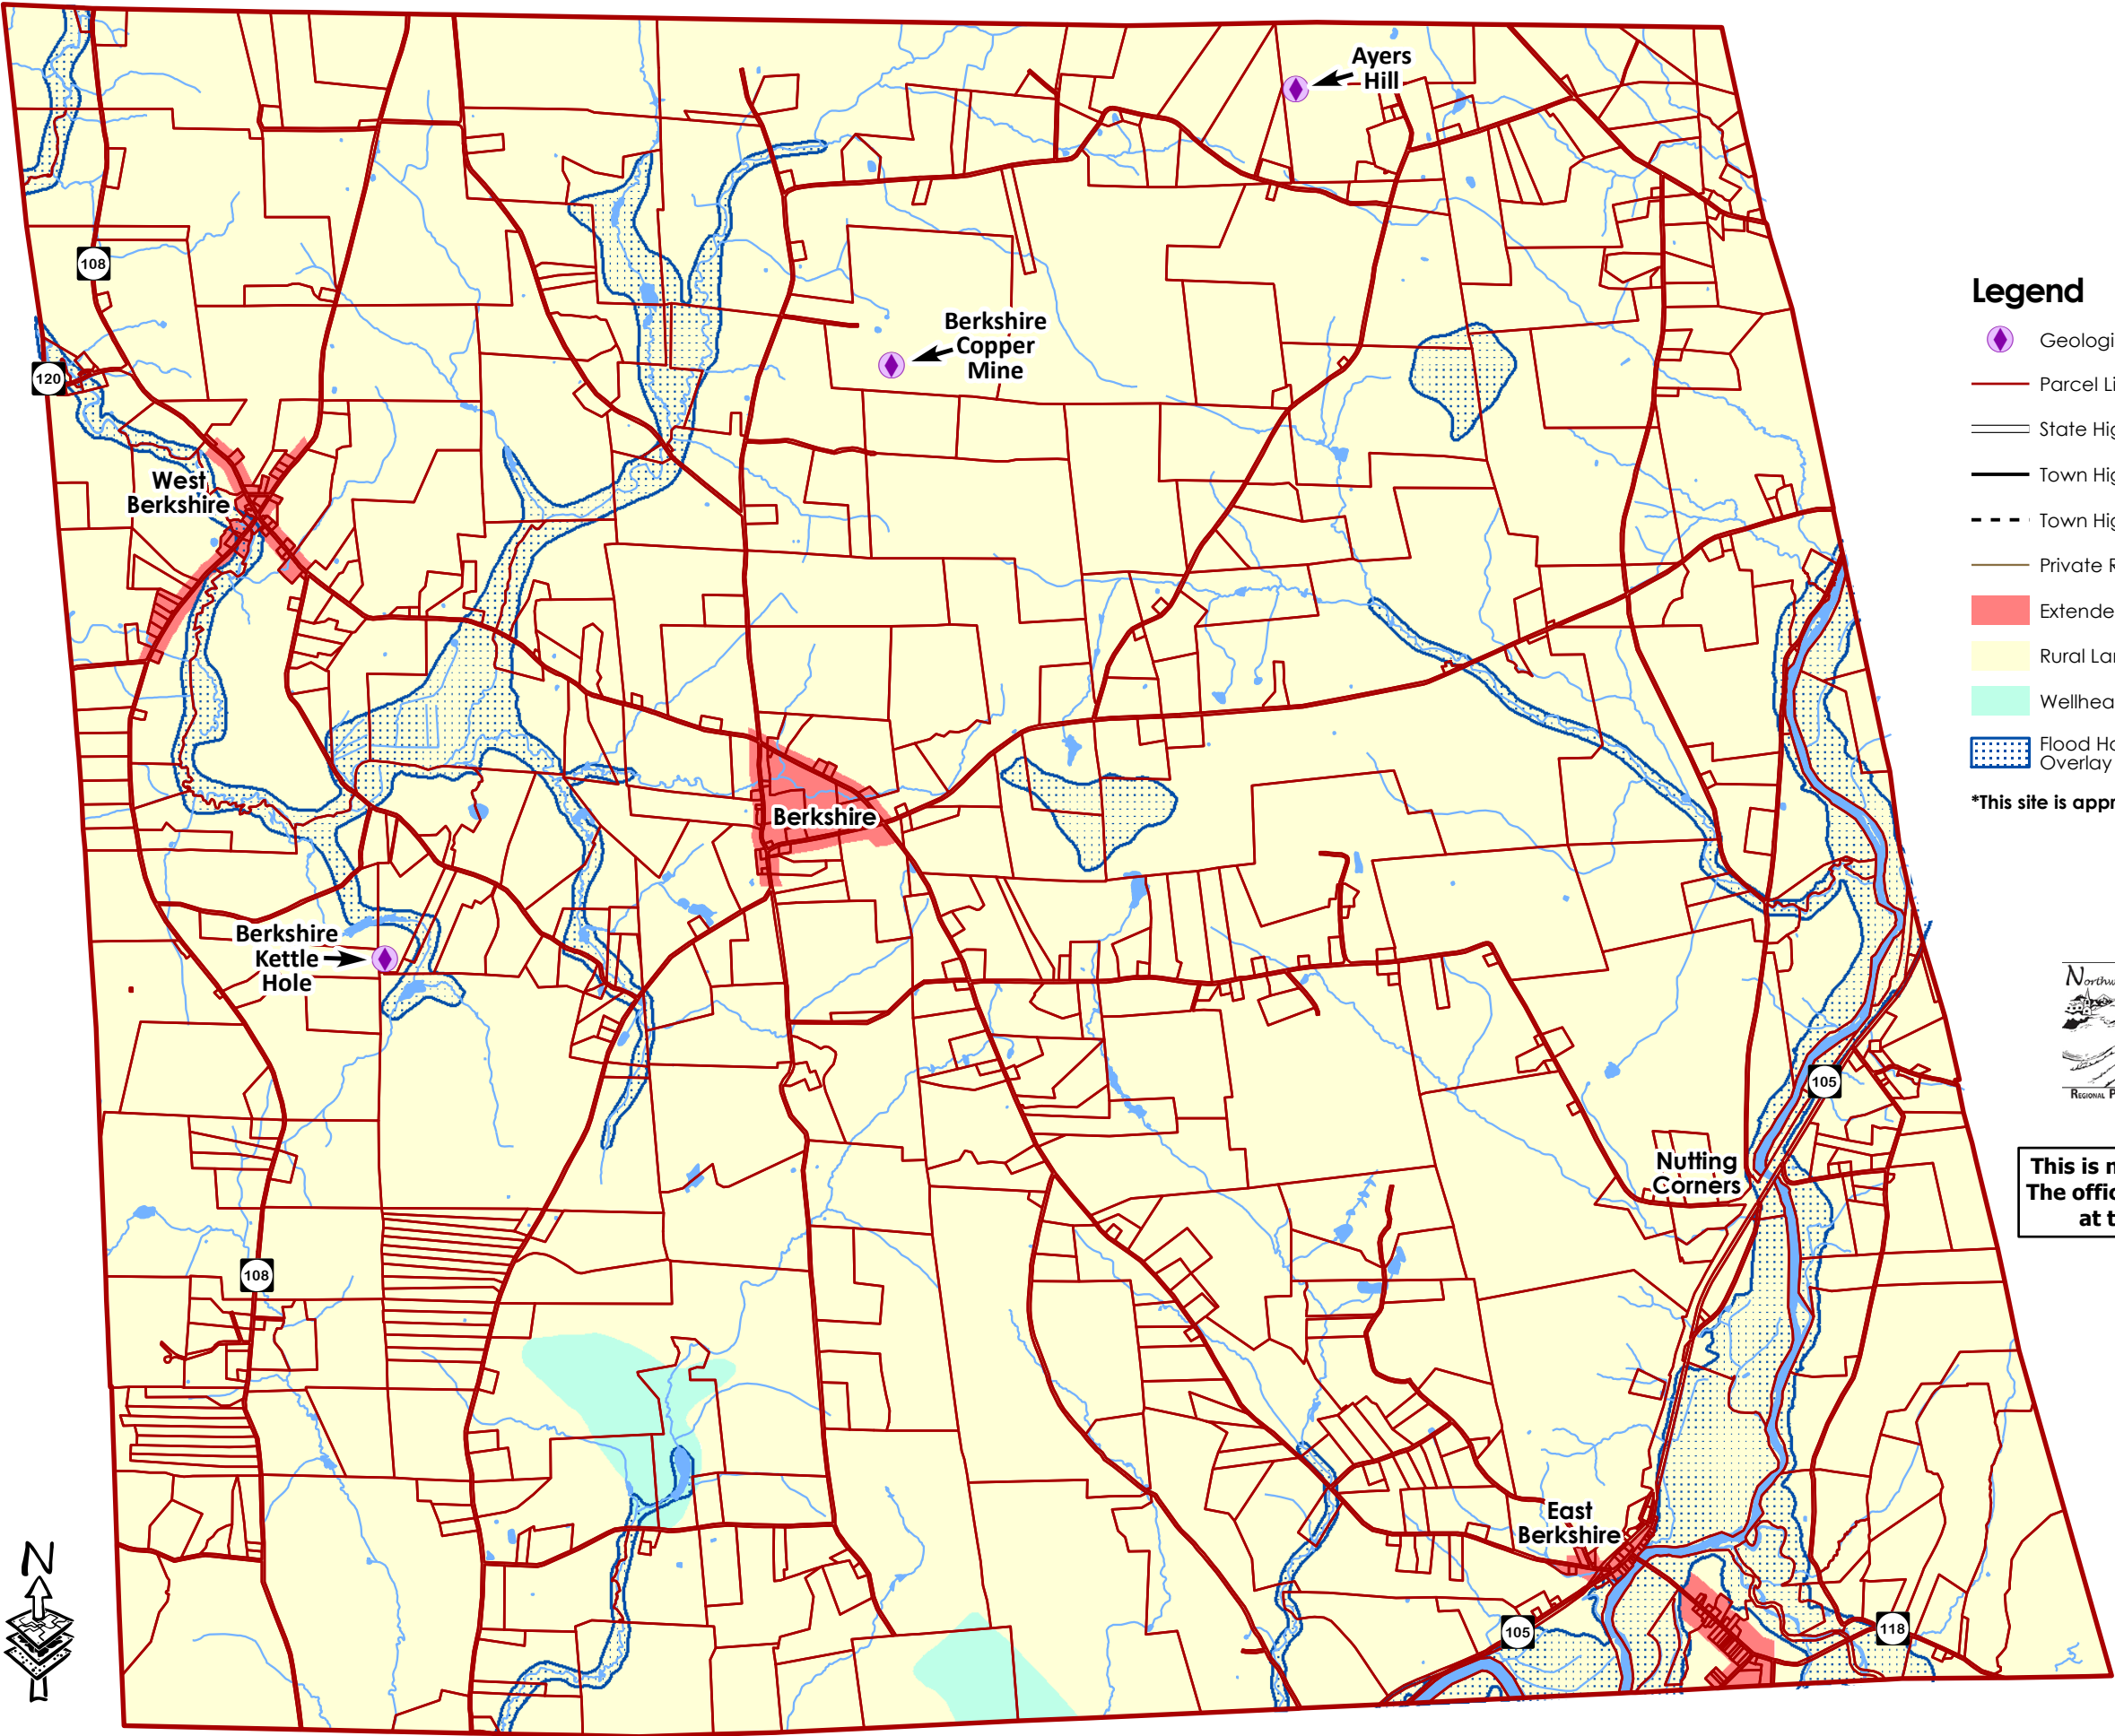 Ayers
Hill
108
Berkshire
Copper
Mine
120
West
Berkshire
Berkshire
Berkshire
Kettle
Hole
105
Nutting
Corners
108
East
Berkshire
105
118
N
Legend
Geologi
Parcel Li
State Hig
Town Hig
Town Hig
Private R
Extende
Rural Lar
Wellhea
Flood Ha
Overlay
*This site is appr
Northw
Regional P
This is n
The offic
at t